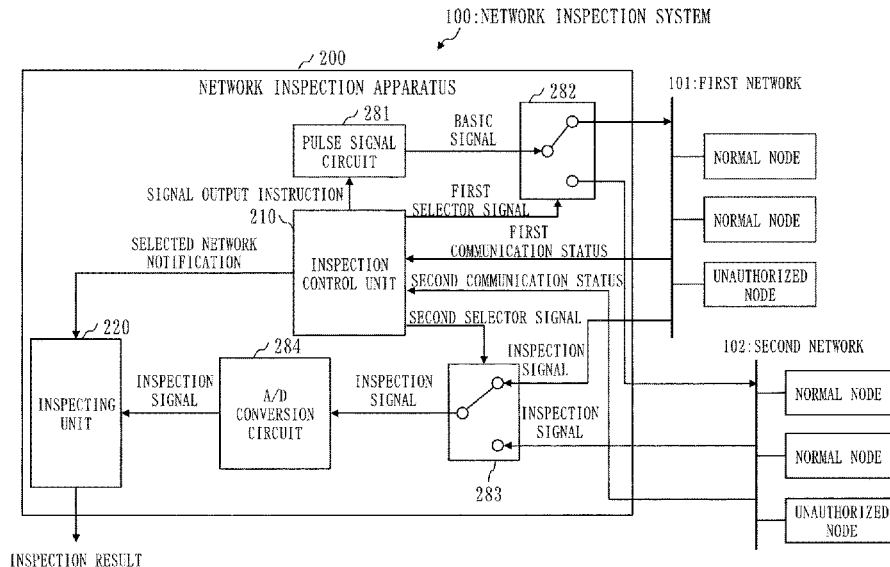 100:NETWORK INSPECTION SYSTEM
200
NETWORK INSPECTION APPARATUS
281
PULSE SIGNAL
CIRCUIT
BASIC
SIGNAL
282
101:FIRST NETWORK
NORMAL NODE
NORMAL NODE
UNAUTHORIZED
NODE
SIGNAL OUTPUT INSTRUCTION
210
INSPECTION
CONTROL UNIT
FIRST
SELECTOR SIGNAL
FIRST
COMMUNICATION STATUS
SECOND COMMUNICATION STATUS
SECOND SELECTOR SIGNAL
SELECTED NETWORK
NOTIFICATION
220
INSPECTING
UNIT
INSPECTION
SIGNAL
284
A/D
CONVERSION
CIRCUIT
INSPECTION
SIGNAL
283
INSPECTION
SIGNAL
INSPECTION
SIGNAL
102:SECOND NETWORK
NORMAL NODE
NORMAL NODE
UNAUTHORIZED
NODE
INSPECTION RESULT